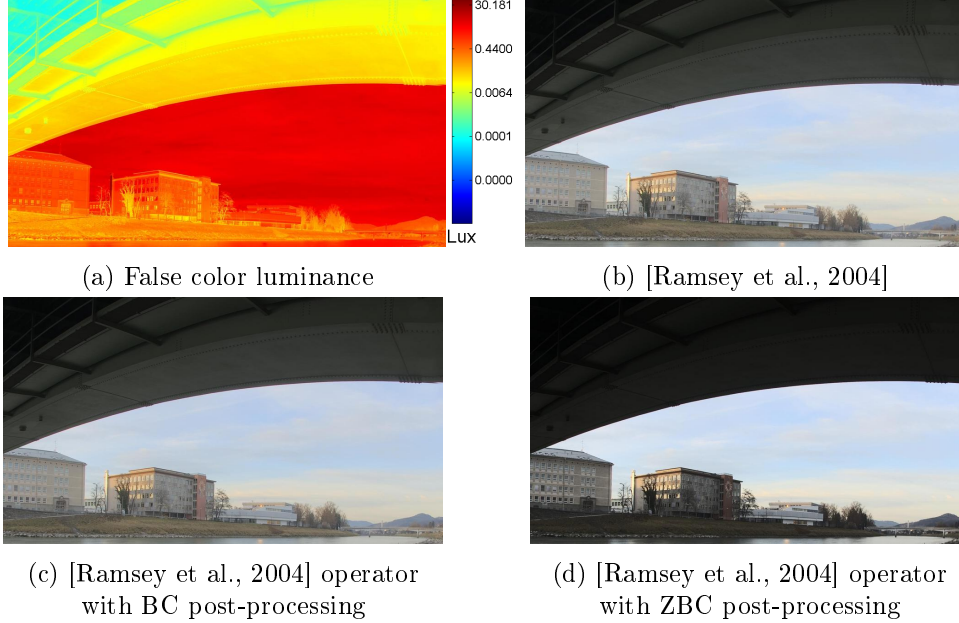 30.181
0.4400
0.0064
0.0001
0.0000
Lux
(a) False color luminance
(b) [Ramsey et al., 2004]
(c) [Ramsey et al., 2004] operator
with BC post-processing
(d) [Ramsey et al., 2004] operator
with ZBC post-processing